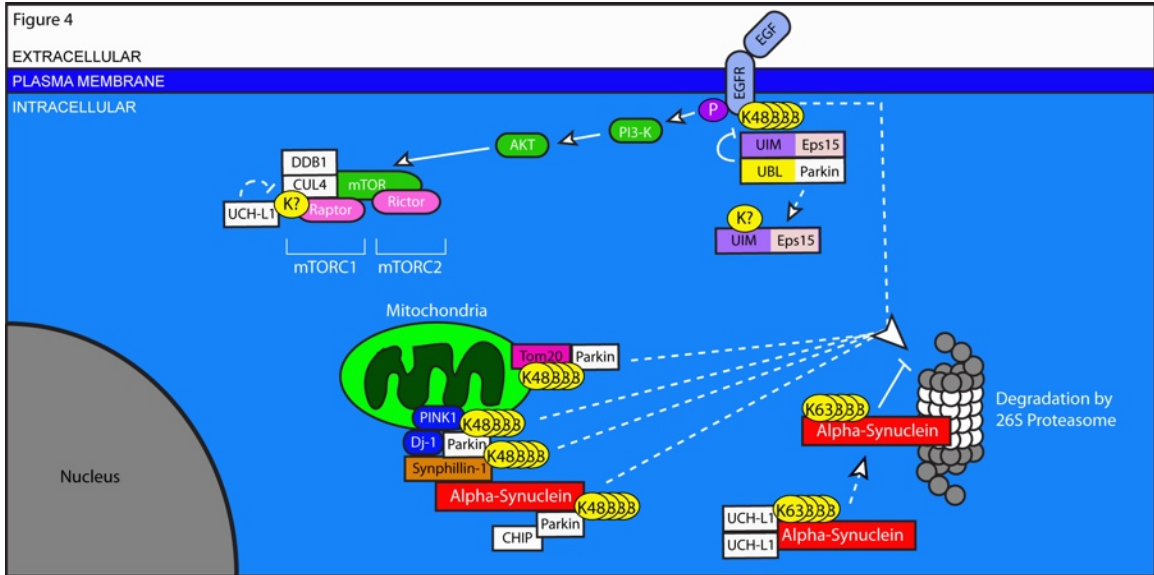 Figure 4
EXTRACELLULAR
PLASMA MEMBRANE
INTRACELLULAR
EGF
EGFR
P
K48
PI3-K
AKT
UIM Eps15
UBL Parkin
K?
UIM Eps15
DDB1
CUL4 mTOR
K?
UCH-L1
Raptor
Rictor
mTORC1 mTORC2
Mitochondria
Tom20 Parkin
K48
PINK1
K48
Dj-1 Parkin
K48
Synphillin-1
Alpha-Synuclein
K48
Parkin
CHIP
Nucleus
K63
Alpha-Synuclein
Degradation by
26S Proteasome
K63
UCH-L1
Alpha-Synuclein
UCH-L1